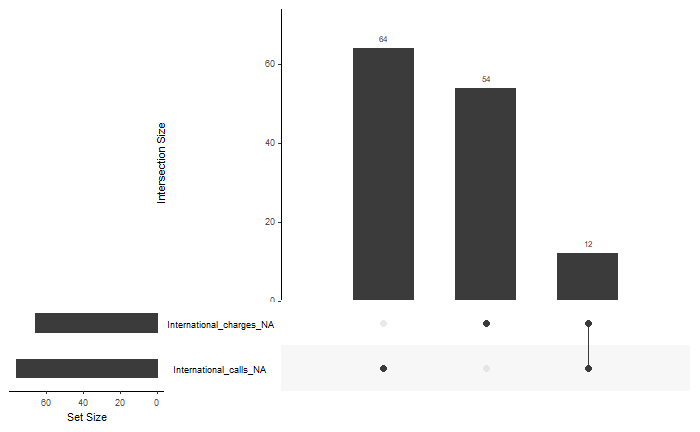 64
54
12
60
40
20
0
Intersection Size
International_charges_NA
International_calls_NA
60 40 20 0
Set Size